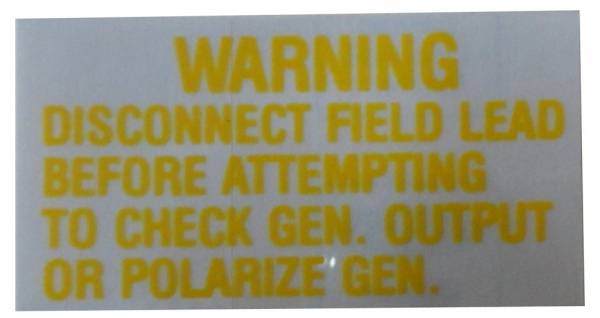 WARNING
DISCONNECT FIELD LEAD
BEFORE ATTEMPTING
TO CHECK GEN. OUTPUT
OR POLARIZE GEN.